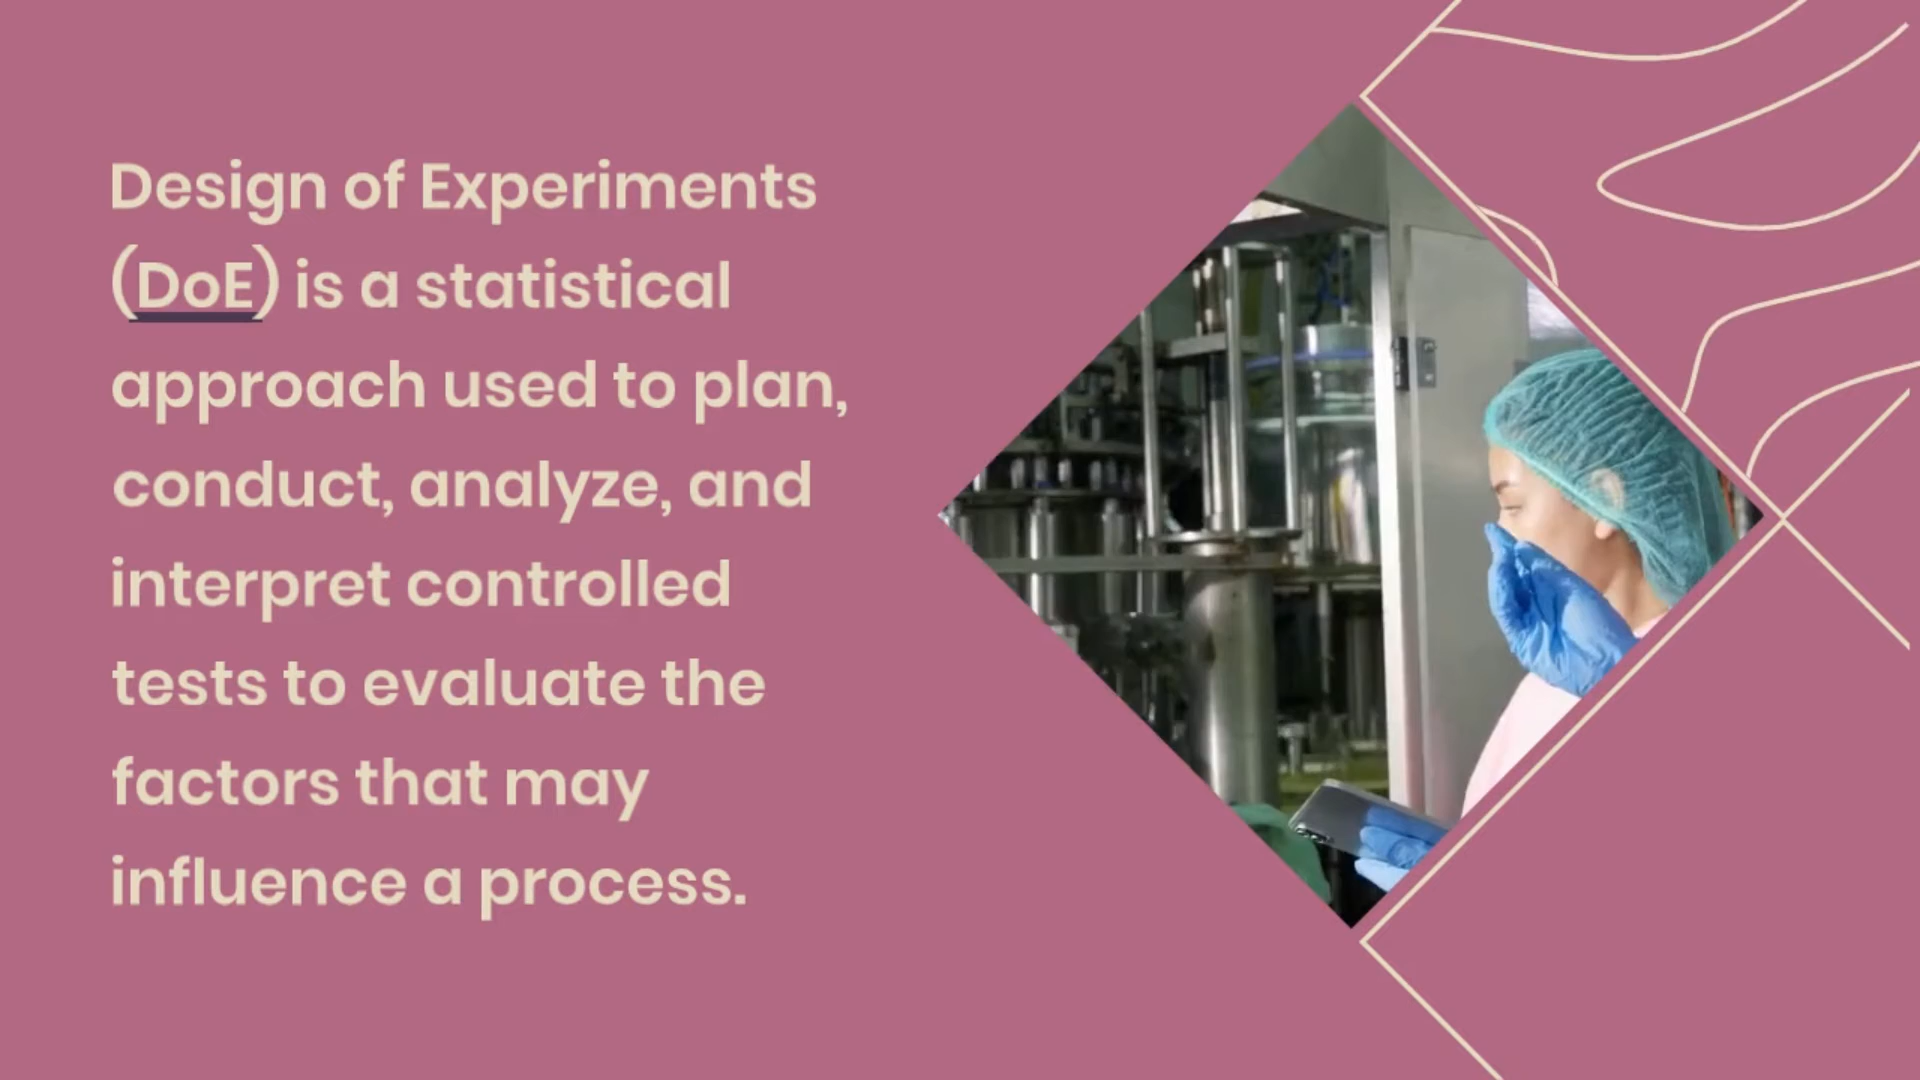 Design of Experiments
(DoE) is a statistical
approach used to plan,
conduct, analyze, and
interpret controlled
tests to evaluate the
factors that may
influence a process.